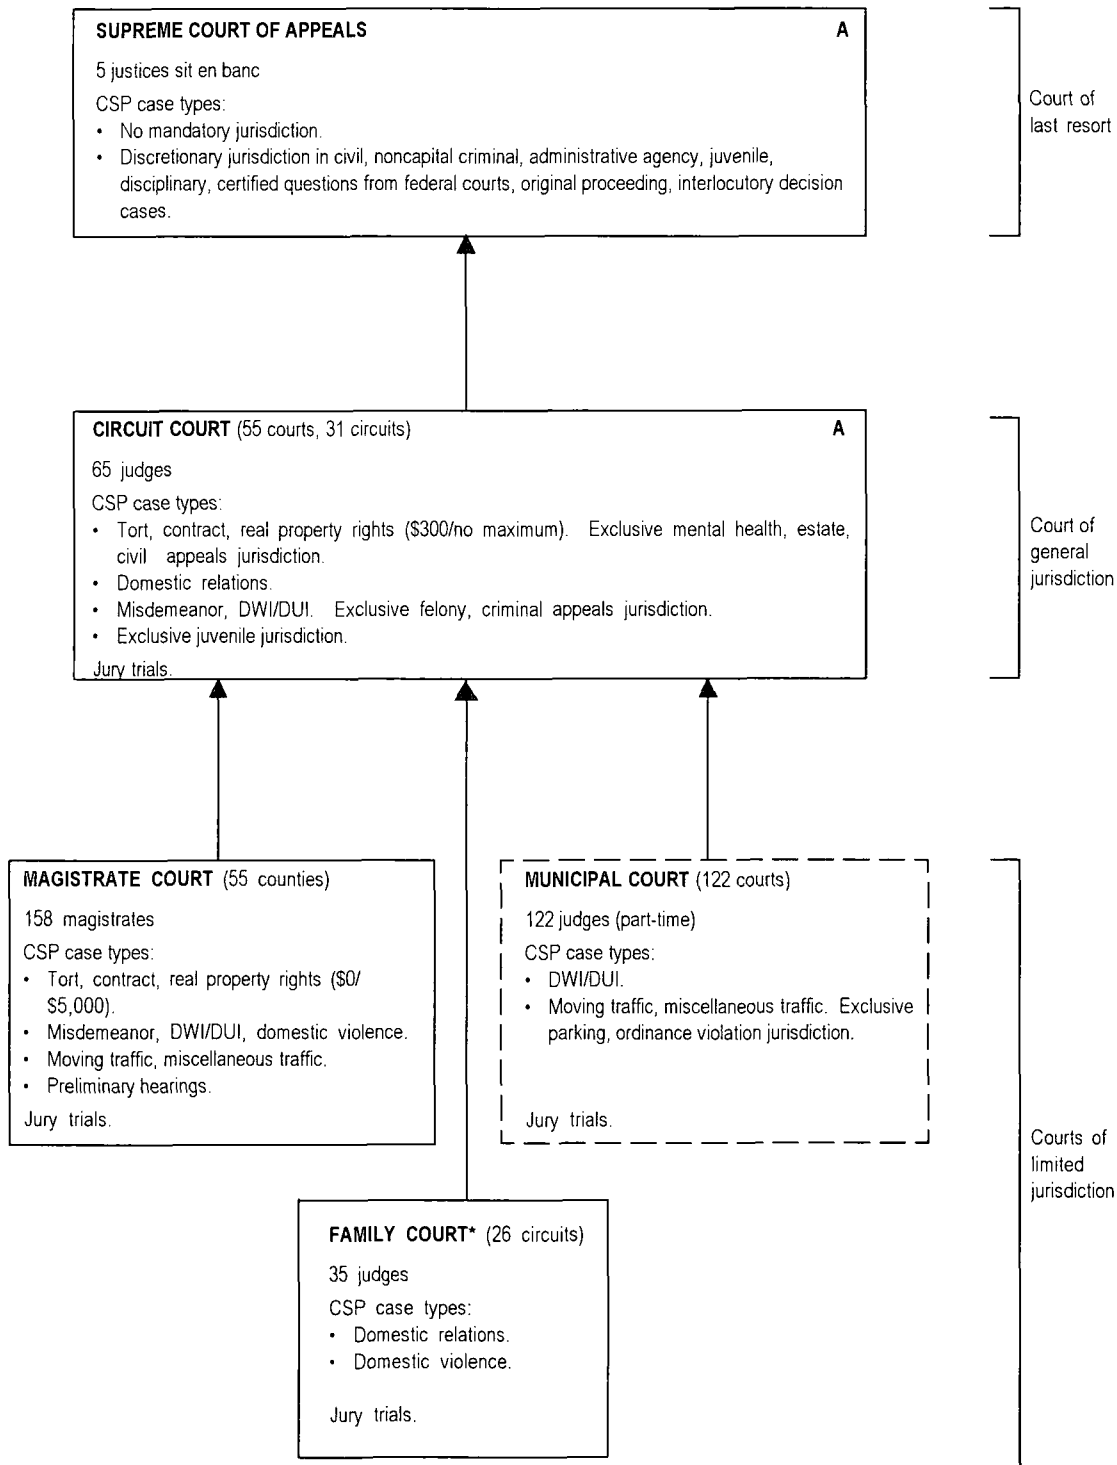 SUPREME COURT OF APPEALS A
5 justices sit en banc
CSP case types:
• No mandatory jurisdiction.
• Discretionary jurisdiction in civil, noncapital criminal, administrative agency, juvenile,
disciplinary, certified questions from federal courts, original proceeding, interlocutory decision
cases.
Court of
last resort
CIRCUIT COURT (55 courts, 31 circuits) A
65 judges
CSP case types:
• Tort, contract, real property rights ($300/no maximum). Exclusive mental health, estate,
civil appeals jurisdiction.
• Domestic relations.
• Misdemeanor, DWI/DUI. Exclusive felony, criminal appeals jurisdiction.
• Exclusive juvenile jurisdiction.
Jury trials.
Court of
general
jurisdiction
MAGISTRATE COURT (55 counties)
158 magistrates
CSP case types:
• Tort, contract, real property rights ($0/
$5,000).
• Misdemeanor, DWI/DUI, domestic violence.
• Moving traffic, miscellaneous traffic.
• Preliminary hearings.
Jury trials.
MUNICIPAL COURT (122 courts)
122 judges (part-time)
CSP case types:
• DWI/DUI.
• Moving traffic, miscellaneous traffic. Exclusive
parking, ordinance violation jurisdiction.
Jury trials.
FAMILY COURT* (26 circuits)
35 judges
CSP case types:
• Domestic relations.
• Domestic violence.
Jury trials.
Courts of
limited
jurisdiction